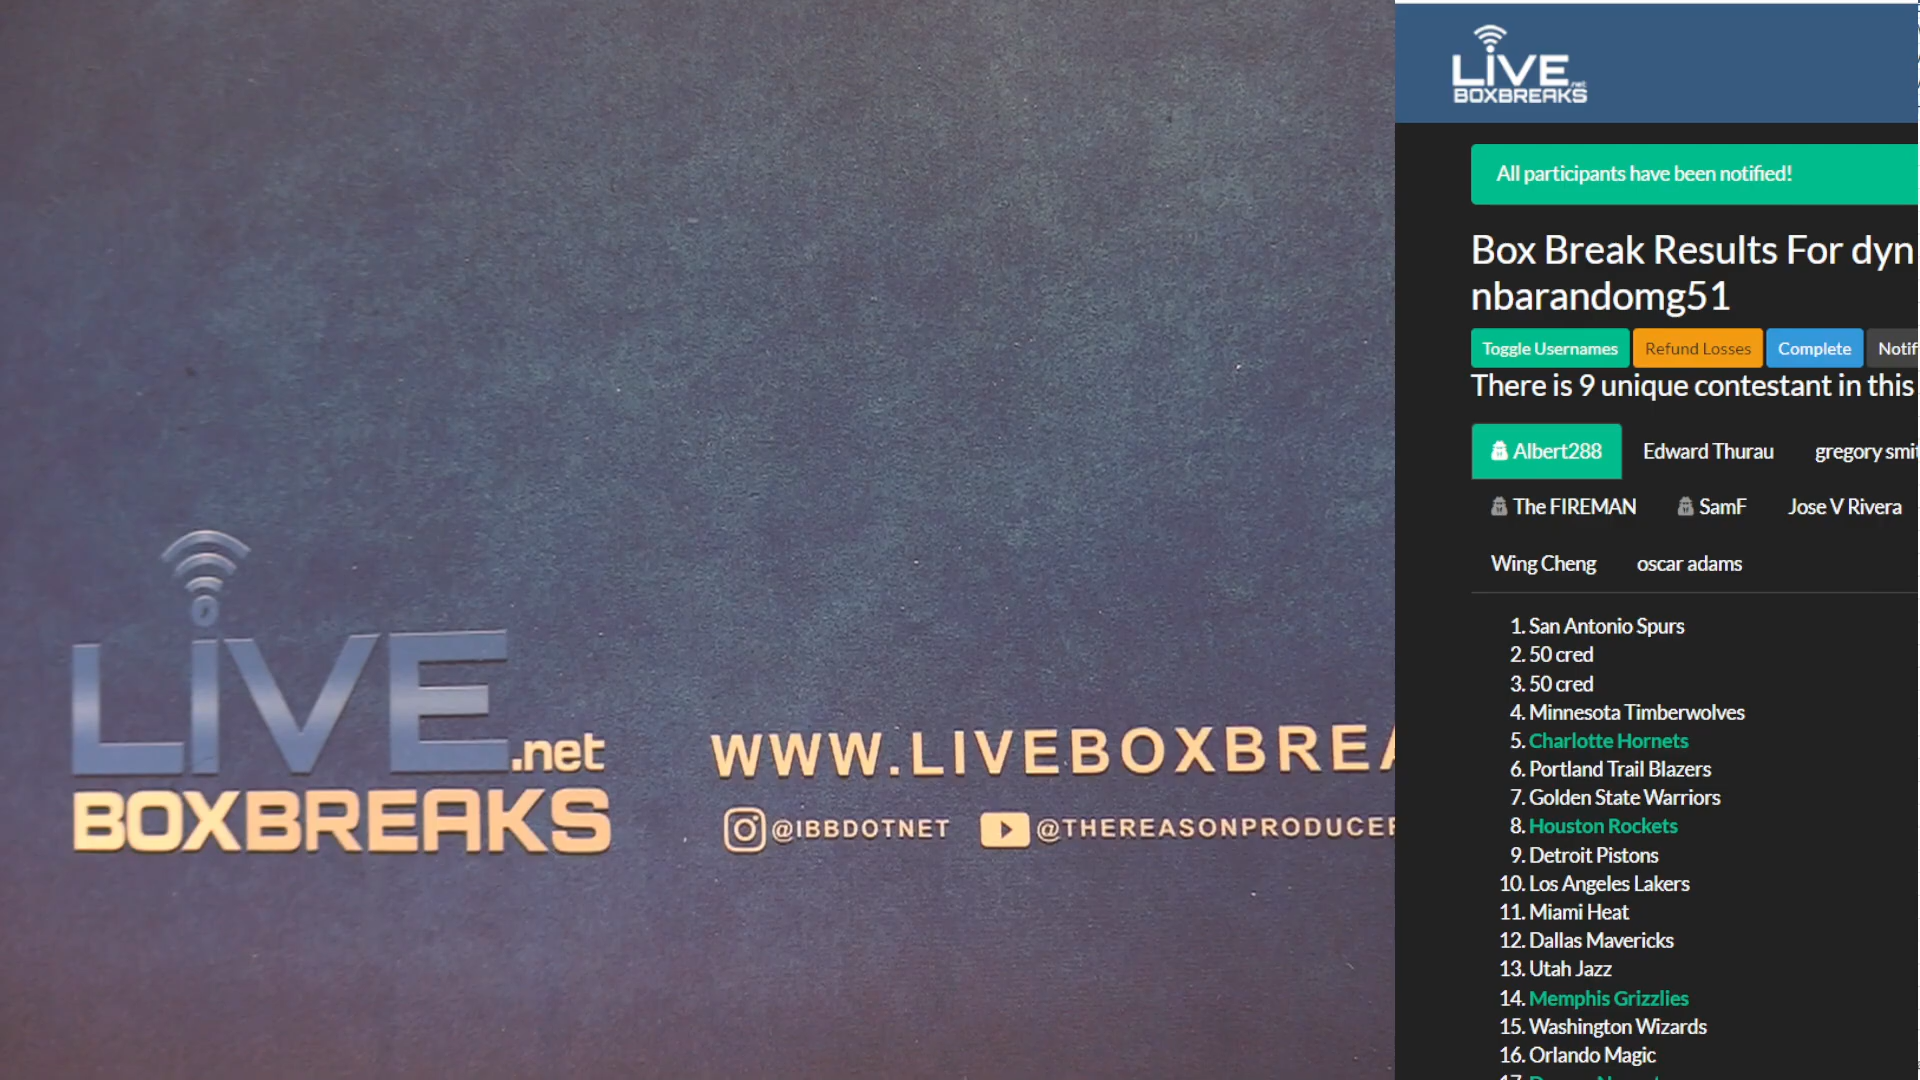 LIVE.net
BOXBREAKS
WWW.LIVEBOXBREA
@IBBDOTNET @THEREASONPRODUCER
LIVE.net
BOXBREAKS
All participants have been notified!
Box Break Results For dyn
nbarandomg51
Toggle Usernames Refund Losses Complete Notif
There is 9 unique contestant in this
Albert288 Edward Thurau gregory smit
The FIREMAN SamF Jose V Rivera
Wing Cheng oscar adams
1. San Antonio Spurs
2. 50 cred
3. 50 cred
4. Minnesota Timberwolves
5. Charlotte Hornets
6. Portland Trail Blazers
7. Golden State Warriors
8. Houston Rockets
9. Detroit Pistons
10. Los Angeles Lakers
11. Miami Heat
12. Dallas Mavericks
13. Utah Jazz
14. Memphis Grizzlies
15. Washington Wizards
16. Orlando Magic